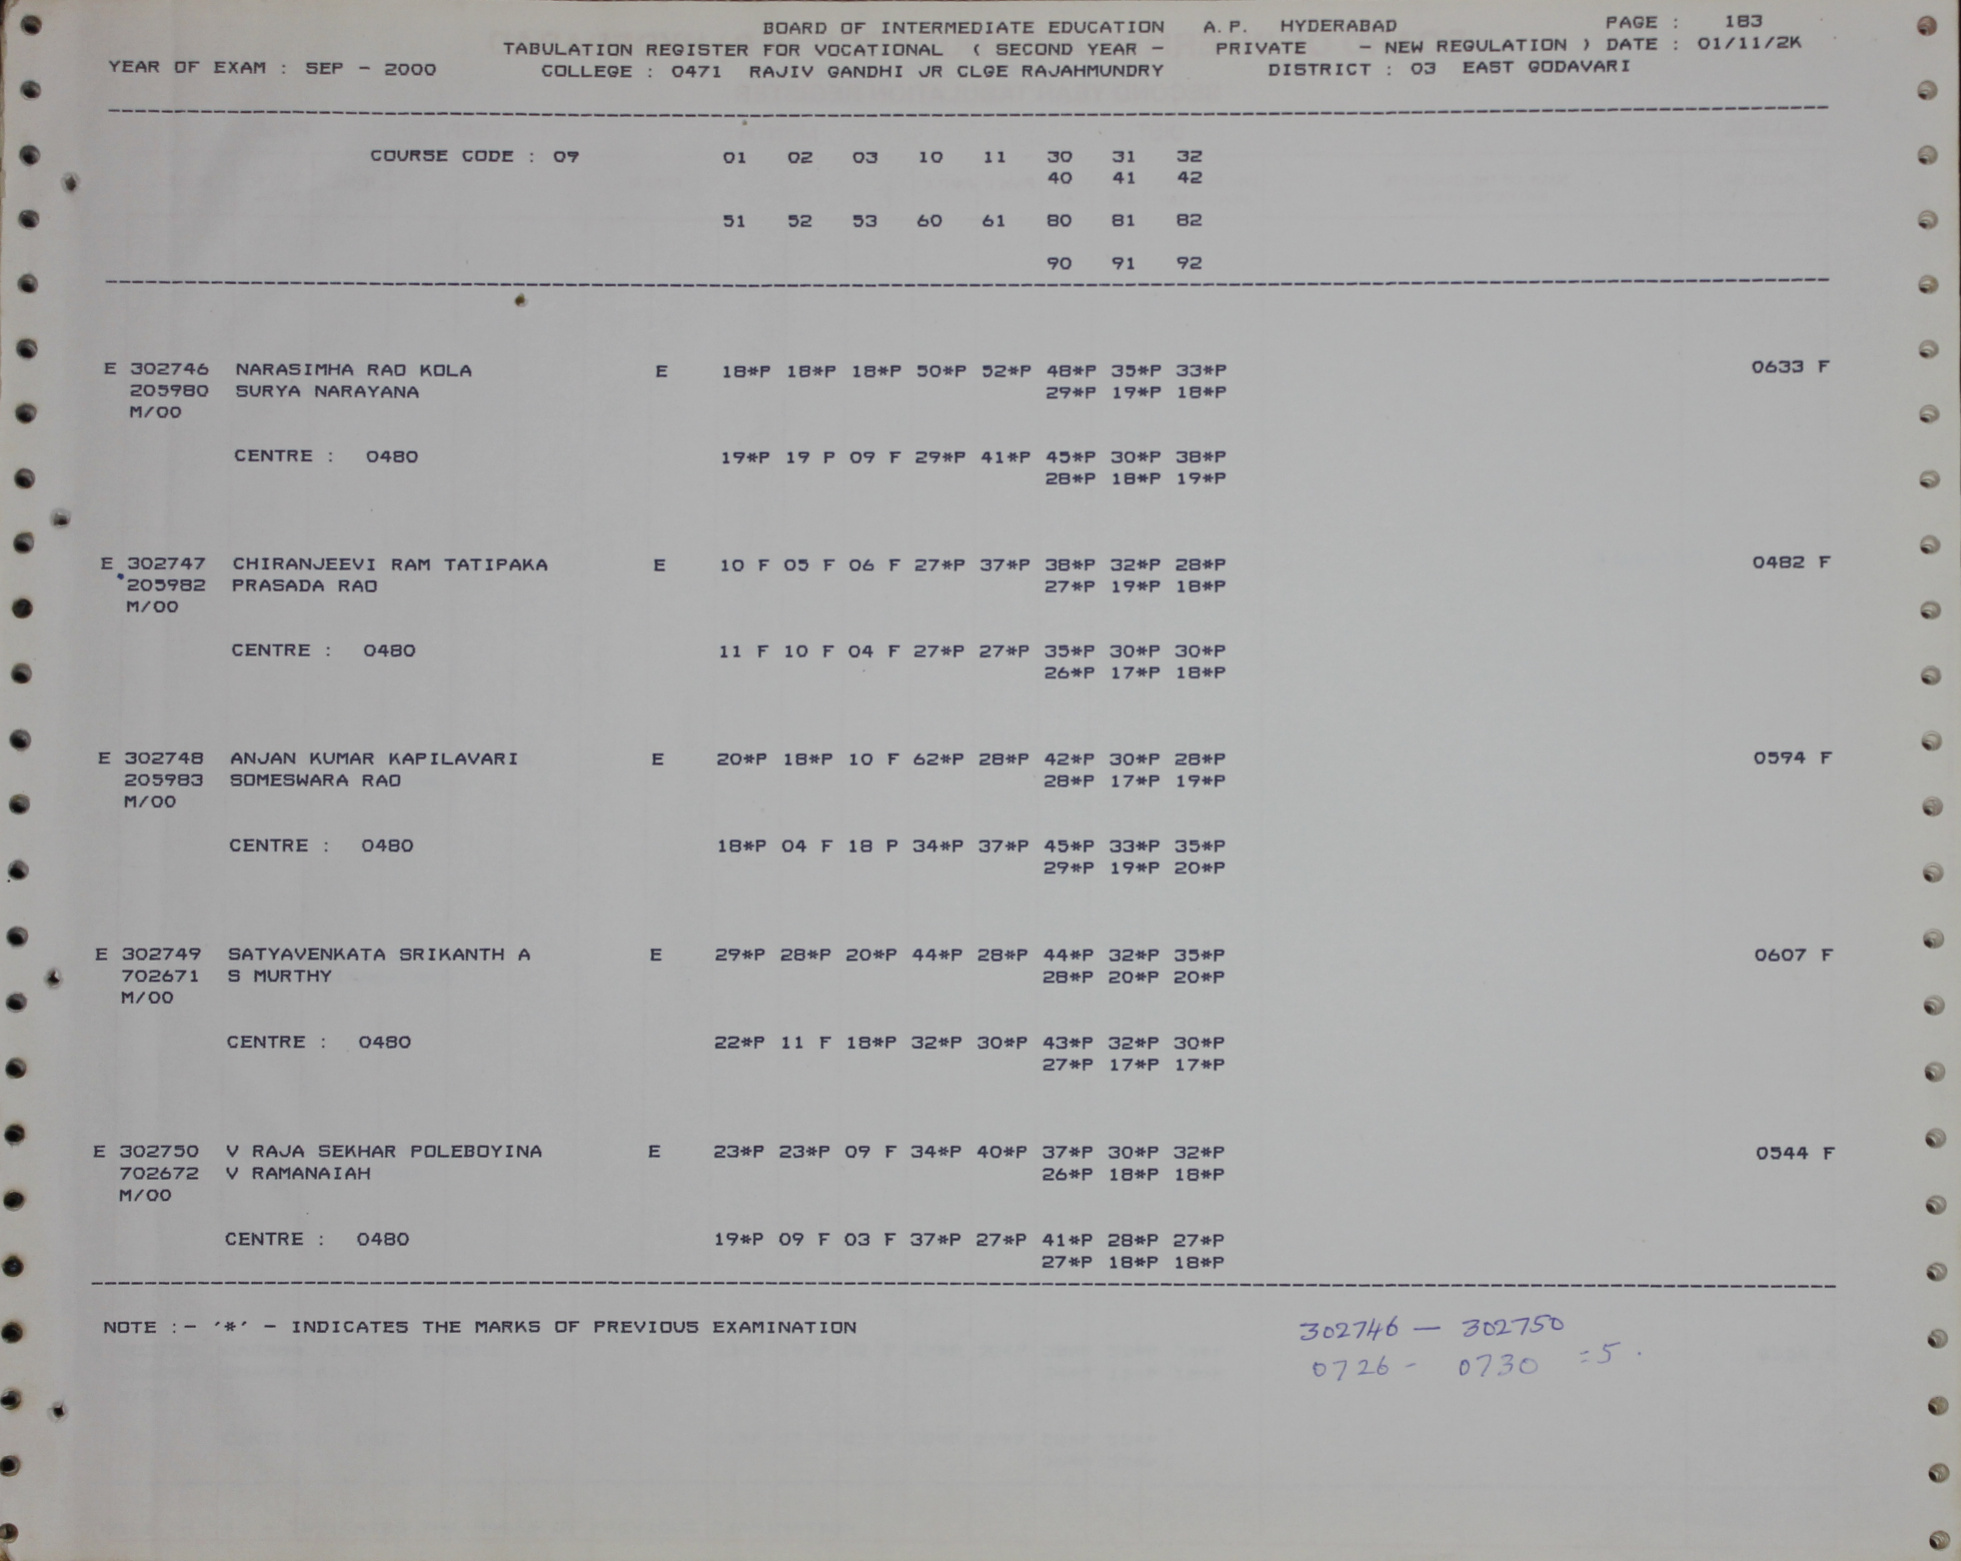 BOARD OF INTERMEDIATE EDUCATION A.P. HYDERABAD PAGE : 183
TABULATION REGISTER FOR VOCATIONAL ( SECOND YEAR - PRIVATE - NEW REGULATION ) DATE : 01/11/2K
YEAR OF EXAM : SEP - 2000 COLLEGE : 0471 RAJIV GANDHI JR CLGE RAJAHMUNDRY DISTRICT : 03 EAST GODAVARI
COURSE CODE : 09 01 02 03 10 11 30 31 32
40 41 42
51 52 53 60 61 80 81 82
90 91 92
E 302746 NARASIMHA RAO KOLA E 18*P 18*P 18*P 50*P 52*P 48*P 35*P 33*P 0633 F
205980 SURYA NARAYANA 29*P 19*P 18*P
M/00
CENTRE : 0480 19*P 19 P 09 F 29*P 41*P 45*P 30*P 38*P
28*P 18*P 19*P
E 302747 CHIRANJEEVI RAM TATIPAKA E 10 F 05 F 06 F 27*P 37*P 38*P 32*P 28*P 0482 F
205982 PRASADA RAO 27*P 19*P 18*P
M/00
CENTRE : 0480 11 F 10 F 04 F 27*P 27*P 35*P 30*P 30*P
26*P 17*P 18*P
E 302748 ANJAN KUMAR KAPILAVARI E 20*P 18*P 10 F 62*P 28*P 42*P 30*P 28*P 0594 F
205983 SOMESWARA RAO 28*P 17*P 19*P
M/00
CENTRE : 0480 18*P 04 F 18 P 34*P 37*P 45*P 33*P 35*P
29*P 19*P 20*P
E 302749 SATYAVENKATA SRIKANTH A E 29*P 28*P 20*P 44*P 28*P 44*P 32*P 35*P 0607 F
702671 S MURTHY 28*P 20*P 20*P
M/00
CENTRE : 0480 22*P 11 F 18*P 32*P 30*P 43*P 32*P 30*P
27*P 17*P 17*P
E 302750 V RAJA SEKHAR POLEBOYINA E 23*P 23*P 09 F 34*P 40*P 37*P 30*P 32*P 0544 F
702672 V RAMANAIAH 26*P 18*P 18*P
M/00
CENTRE : 0480 19*P 09 F 03 F 37*P 27*P 41*P 28*P 27*P
27*P 18*P 18*P
NOTE :- '*' - INDICATES THE MARKS OF PREVIOUS EXAMINATION
302746 — 302750
0726 - 0730 = 5 .